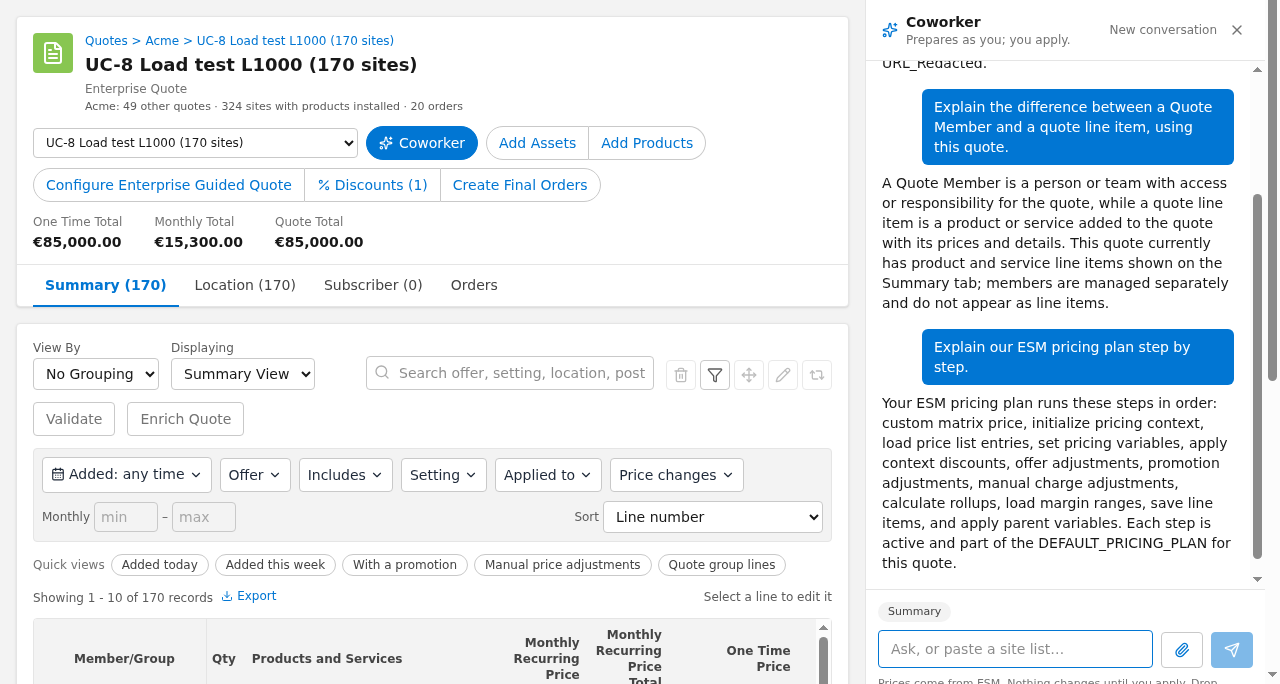 Quotes > Acme > UC-8 Load test L1000 (170 sites)
UC-8 Load test L1000 (170 sites)
Enterprise Quote
Acme: 49 other quotes · 324 sites with products installed · 20 orders
UC-8 Load test L1000 (170 sites)
Coworker
Add Assets
Add Products
Configure Enterprise Guided Quote
% Discounts (1)
Create Final Orders
One Time Total
Monthly Total
Quote Total
€85,000.00
€15,300.00
€85,000.00
Summary (170)
Location (170)
Subscriber (0)
Orders
View By
Displaying
No Grouping
Summary View
Search offer, setting, location, post
Validate
Enrich Quote
Added: any time
Offer
Includes
Setting
Applied to
Price changes
Monthly
min
–
max
Sort
Line number
Quick views
Added today
Added this week
With a promotion
Manual price adjustments
Quote group lines
Showing 1 - 10 of 170 records
Export
Select a line to edit it
Member/Group
Qty
Products and Services
Monthly
Recurring
Price
Monthly
Recurring
Price
Total
One Time
Price
Coworker
Prepares as you; you apply.
New conversation
URL_Redacted.
Explain the difference between a Quote
Member and a quote line item, using
this quote.
A Quote Member is a person or team with access
or responsibility for the quote, while a quote line
item is a product or service added to the quote
with its prices and details. This quote currently
has product and service line items shown on the
Summary tab; members are managed separately
and do not appear as line items.
Explain our ESM pricing plan step by
step.
Your ESM pricing plan runs these steps in order:
custom matrix price, initialize pricing context,
load price list entries, set pricing variables, apply
context discounts, offer adjustments, promotion
adjustments, manual charge adjustments,
calculate rollups, load margin ranges, save line
items, and apply parent variables. Each step is
active and part of the DEFAULT_PRICING_PLAN for
this quote.
Summary
Ask, or paste a site list...
Prices come from ESM. Nothing changes until you apply. Drop